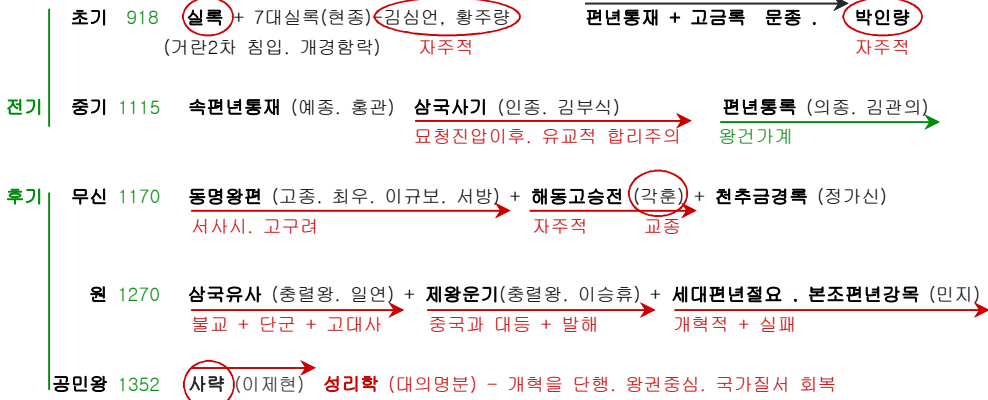 초기 918 실록 + 7대실록(현종)-김심언, 황주량 편년통재 + 고금록 문종 . 박인량
(거란2차 침입. 개경함락) 자주적 자주적
전기 중기 1115 속편년통재 (예종. 홍관) 삼국사기 (인종. 김부식) 편년통록 (의종. 김관의)
묘청진압이후. 유교적 합리주의 왕건가계
후기 무신 1170 동명왕편 (고종. 최우. 이규보. 서방) + 해동고승전 (각훈) + 천추금경록 (정가신)
서사시. 고구려 자주적 교종
원 1270 삼국유사 (충렬왕. 일연) + 제왕운기(충렬왕. 이승휴) + 세대편년절요 . 본조편년강목 (민지)
불교 + 단군 + 고대사 중국과 대등 + 발해 개혁적 + 실패
공민왕 1352 사략 (이제현) 성리학 (대의명분) - 개혁을 단행. 왕권중심. 국가질서 회복